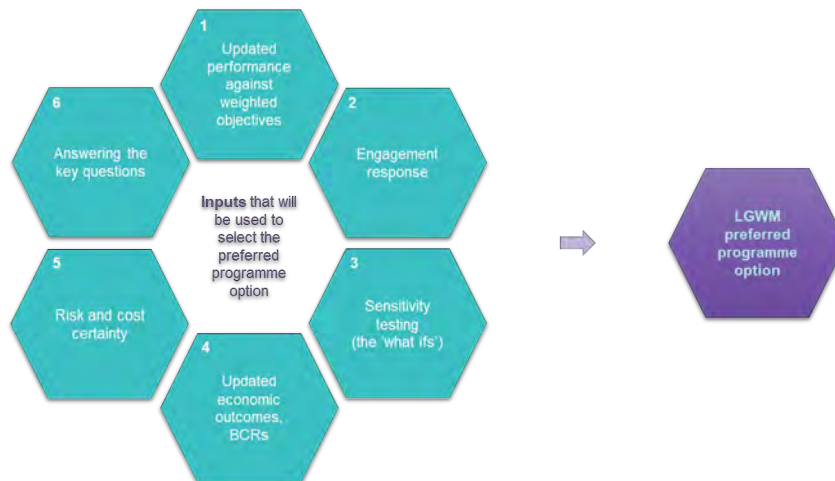 1
Updated
performance
against
weighted
objectives
2
Engagement
response
3
Sensitivity
testing
(the 'what ifs')
4
Updated
economic
outcomes,
BCRs
5
Risk and cost
certainty
6
Answering the
key questions
Inputs that will
be used to
select the
preferred
programme
option
LGWM
preferred
programme
option